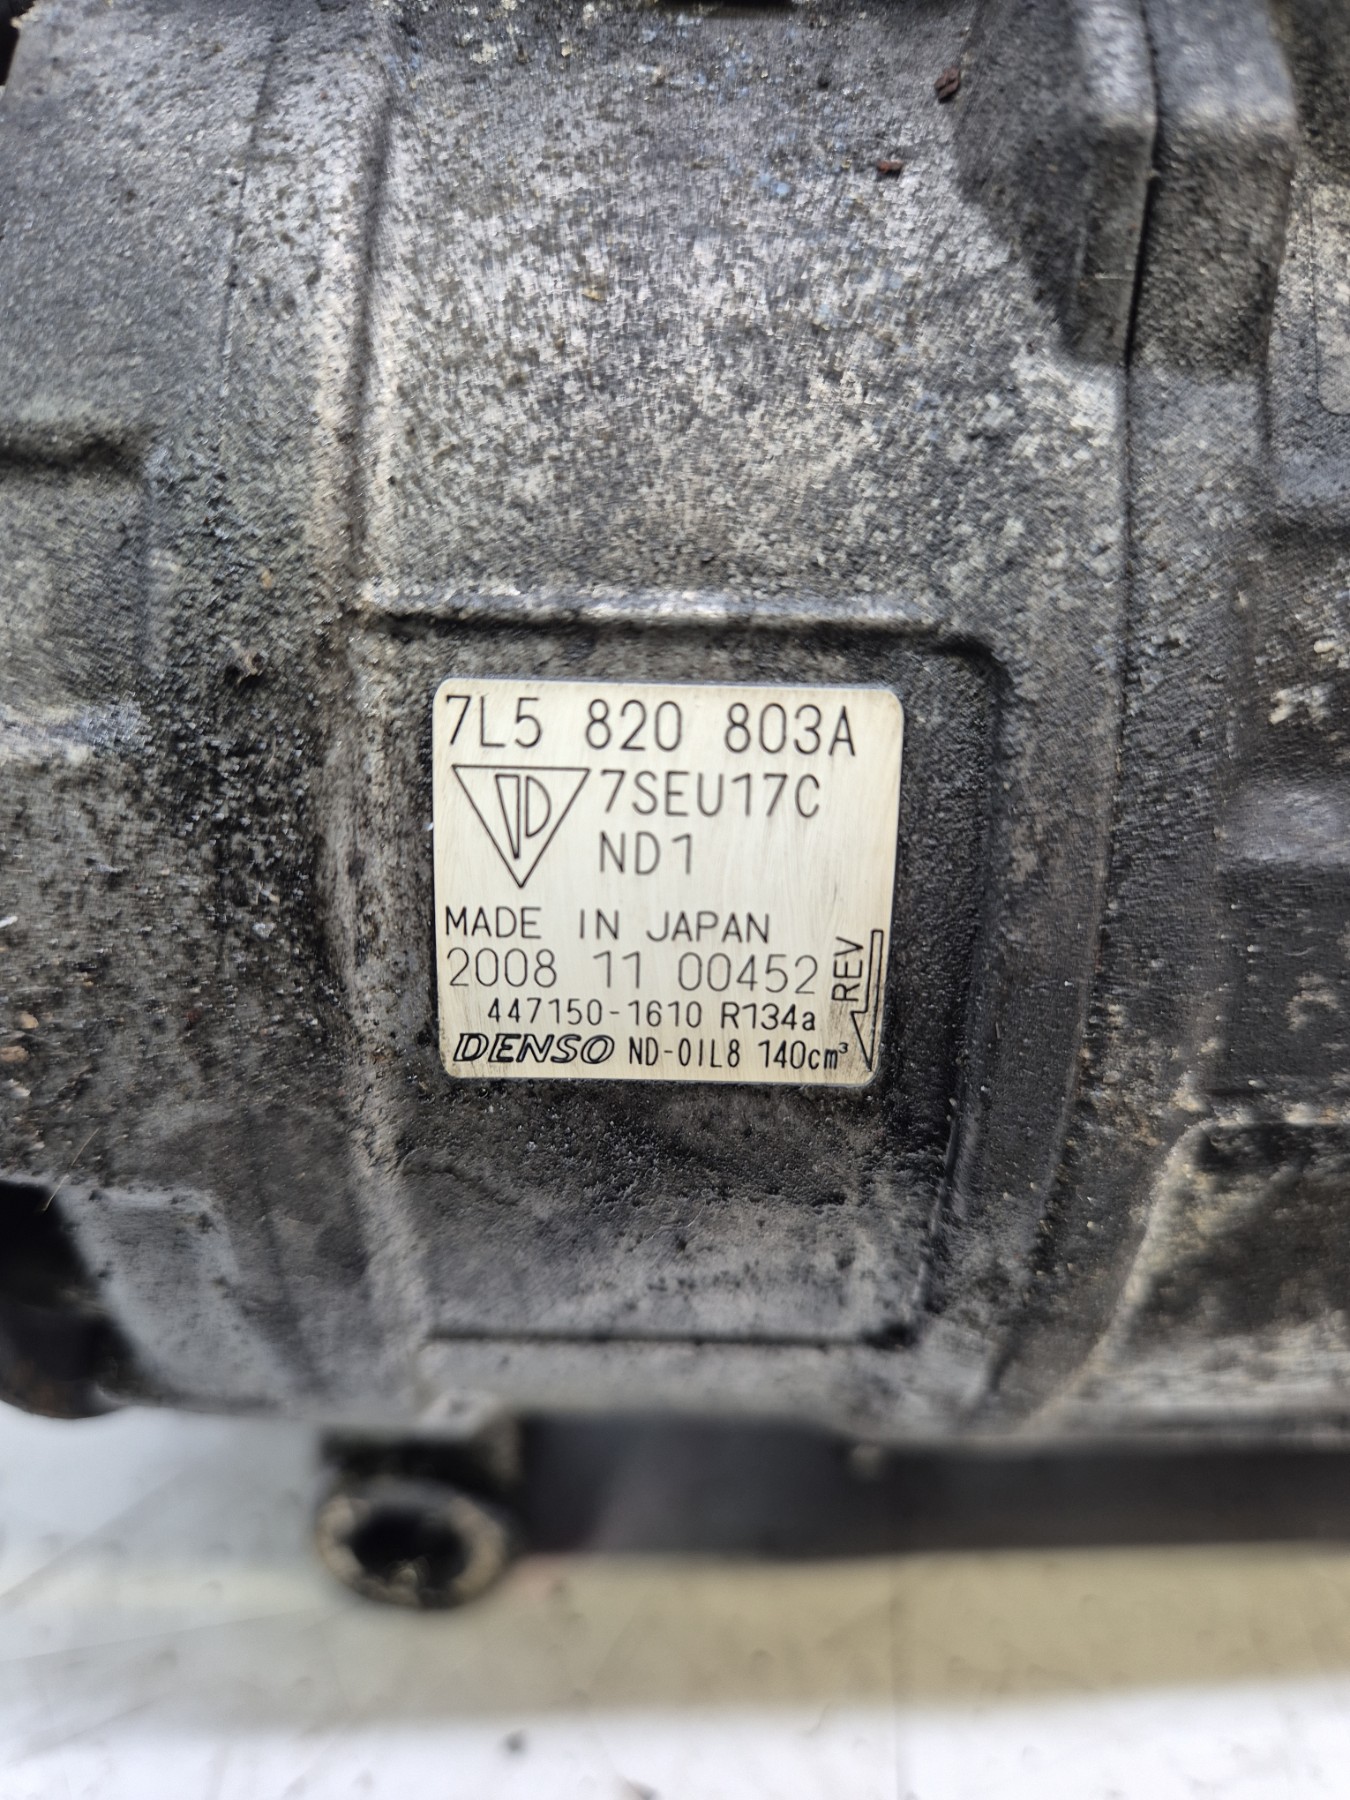 7L5 820 803A
7SEU17C
ND1
MADE IN JAPAN
2008 11 00452
REV
447150-1610 R134a
DENSO ND-OIL8 140cm³